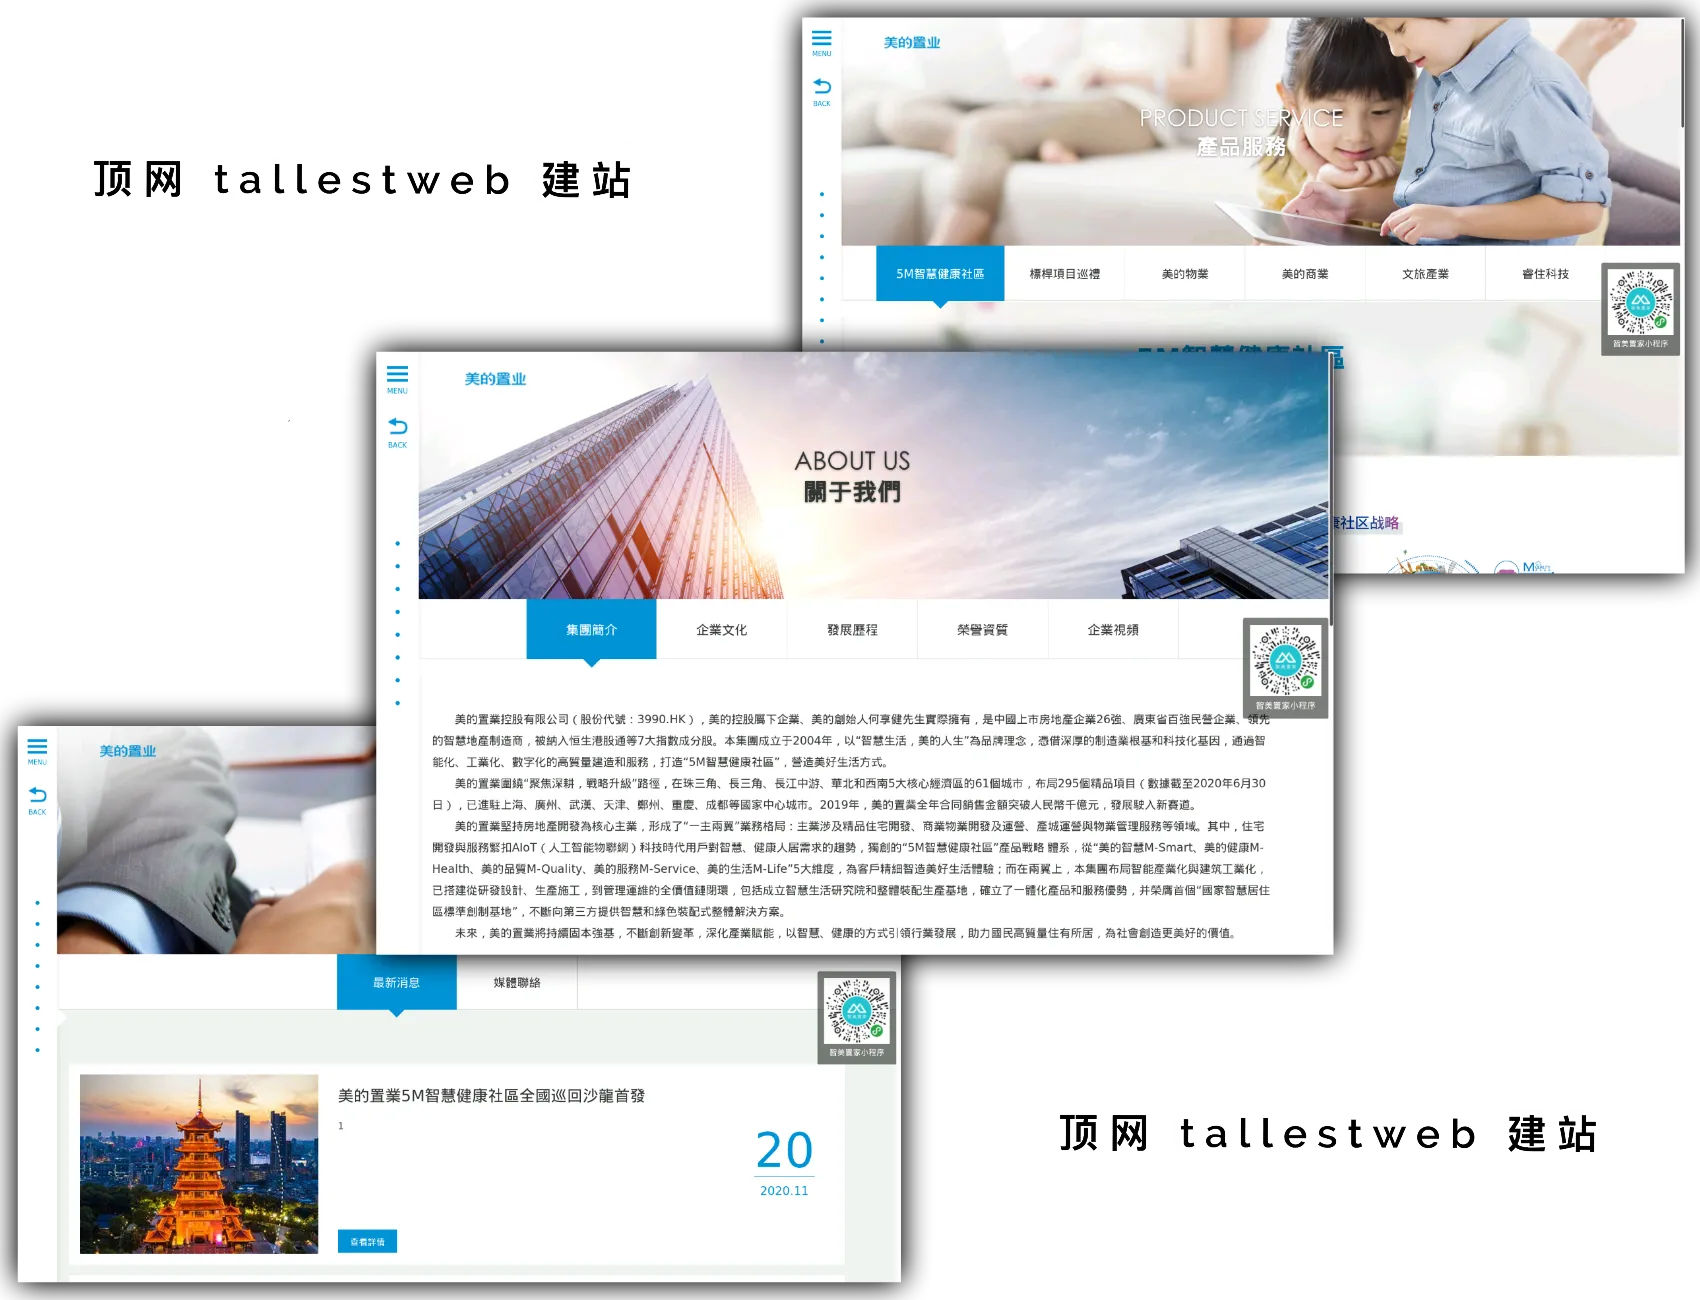 顶网 tallestweb 建站
MENU
BACK
美的置业
PRODUCT SERVICE
產品服務
5M智慧健康社區
標桿項目巡禮
美的物業
美的商業
文旅產業
睿住科技
智美置家小程序
5M智慧健康社區
康社区战略
MENU
BACK
美的置业
ABOUT US
關于我們
集團簡介
企業文化
發展歷程
榮譽資質
企業視頻
智美置家小程序
美的置業控股有限公司（股份代號：3990.HK），美的控股屬下企業、美的創始人何享健先生實際擁有，是中國上市房地產企業26強、廣東省百強民營企業、領先
的智慧地產制造商，被納入恒生港股通等7大指數成分股。本集團成立于2004年，以“智慧生活，美的人生”為品牌理念，憑借深厚的制造業根基和科技化基因，通過智
能化、工業化、數字化的高質量建造和服務，打造“5M智慧健康社區”，營造美好生活方式。
美的置業圍繞“聚焦深耕，戰略升級”路徑，在珠三角、長三角、長江中游、華北和西南5大核心經濟區的61個城市，布局295個精品項目（數據截至2020年6月30
日），已進駐上海、廣州、武漢、天津、鄭州、重慶、成都等國家中心城市。2019年，美的置業全年合同銷售金額突破人民幣千億元，發展駛入新賽道。
美的置業堅持房地產開發為核心主業，形成了“一主兩翼”業務格局：主業涉及精品住宅開發、商業物業開發及運營、產城運營與物業管理服務等領域。其中，住宅
開發與服務緊扣AIoT（人工智能物聯網）科技時代用戶對智慧、健康人居需求的趨勢，獨創的“5M智慧健康社區”產品戰略 體系，從“美的智慧M-Smart、美的健康M-
Health、美的品質M-Quality、美的服務M-Service、美的生活M-Life”5大維度，為客戶精細智造美好生活體驗；而在兩翼上，本集團布局智能產業化與建筑工業化，
已搭建從研發設計、生產施工，到管理運維的全價值鏈閉環，包括成立智慧生活研究院和整體裝配生產基地，確立了一體化產品和服務優勢，并榮膺首個“國家智慧居住
區標準創制基地”，不斷向第三方提供智慧和綠色裝配式整體解決方案。
未來，美的置業將持續固本強基，不斷創新變革，深化產業賦能，以智慧、健康的方式引領行業發展，助力國民高質量住有所居，為社會創造更美好的價值。
MENU
BACK
美的置业
最新消息
媒體聯絡
智美置家小程序
美的置業5M智慧健康社區全國巡回沙龍首發
1
20
2020.11
查看詳情
顶网 tallestweb 建站